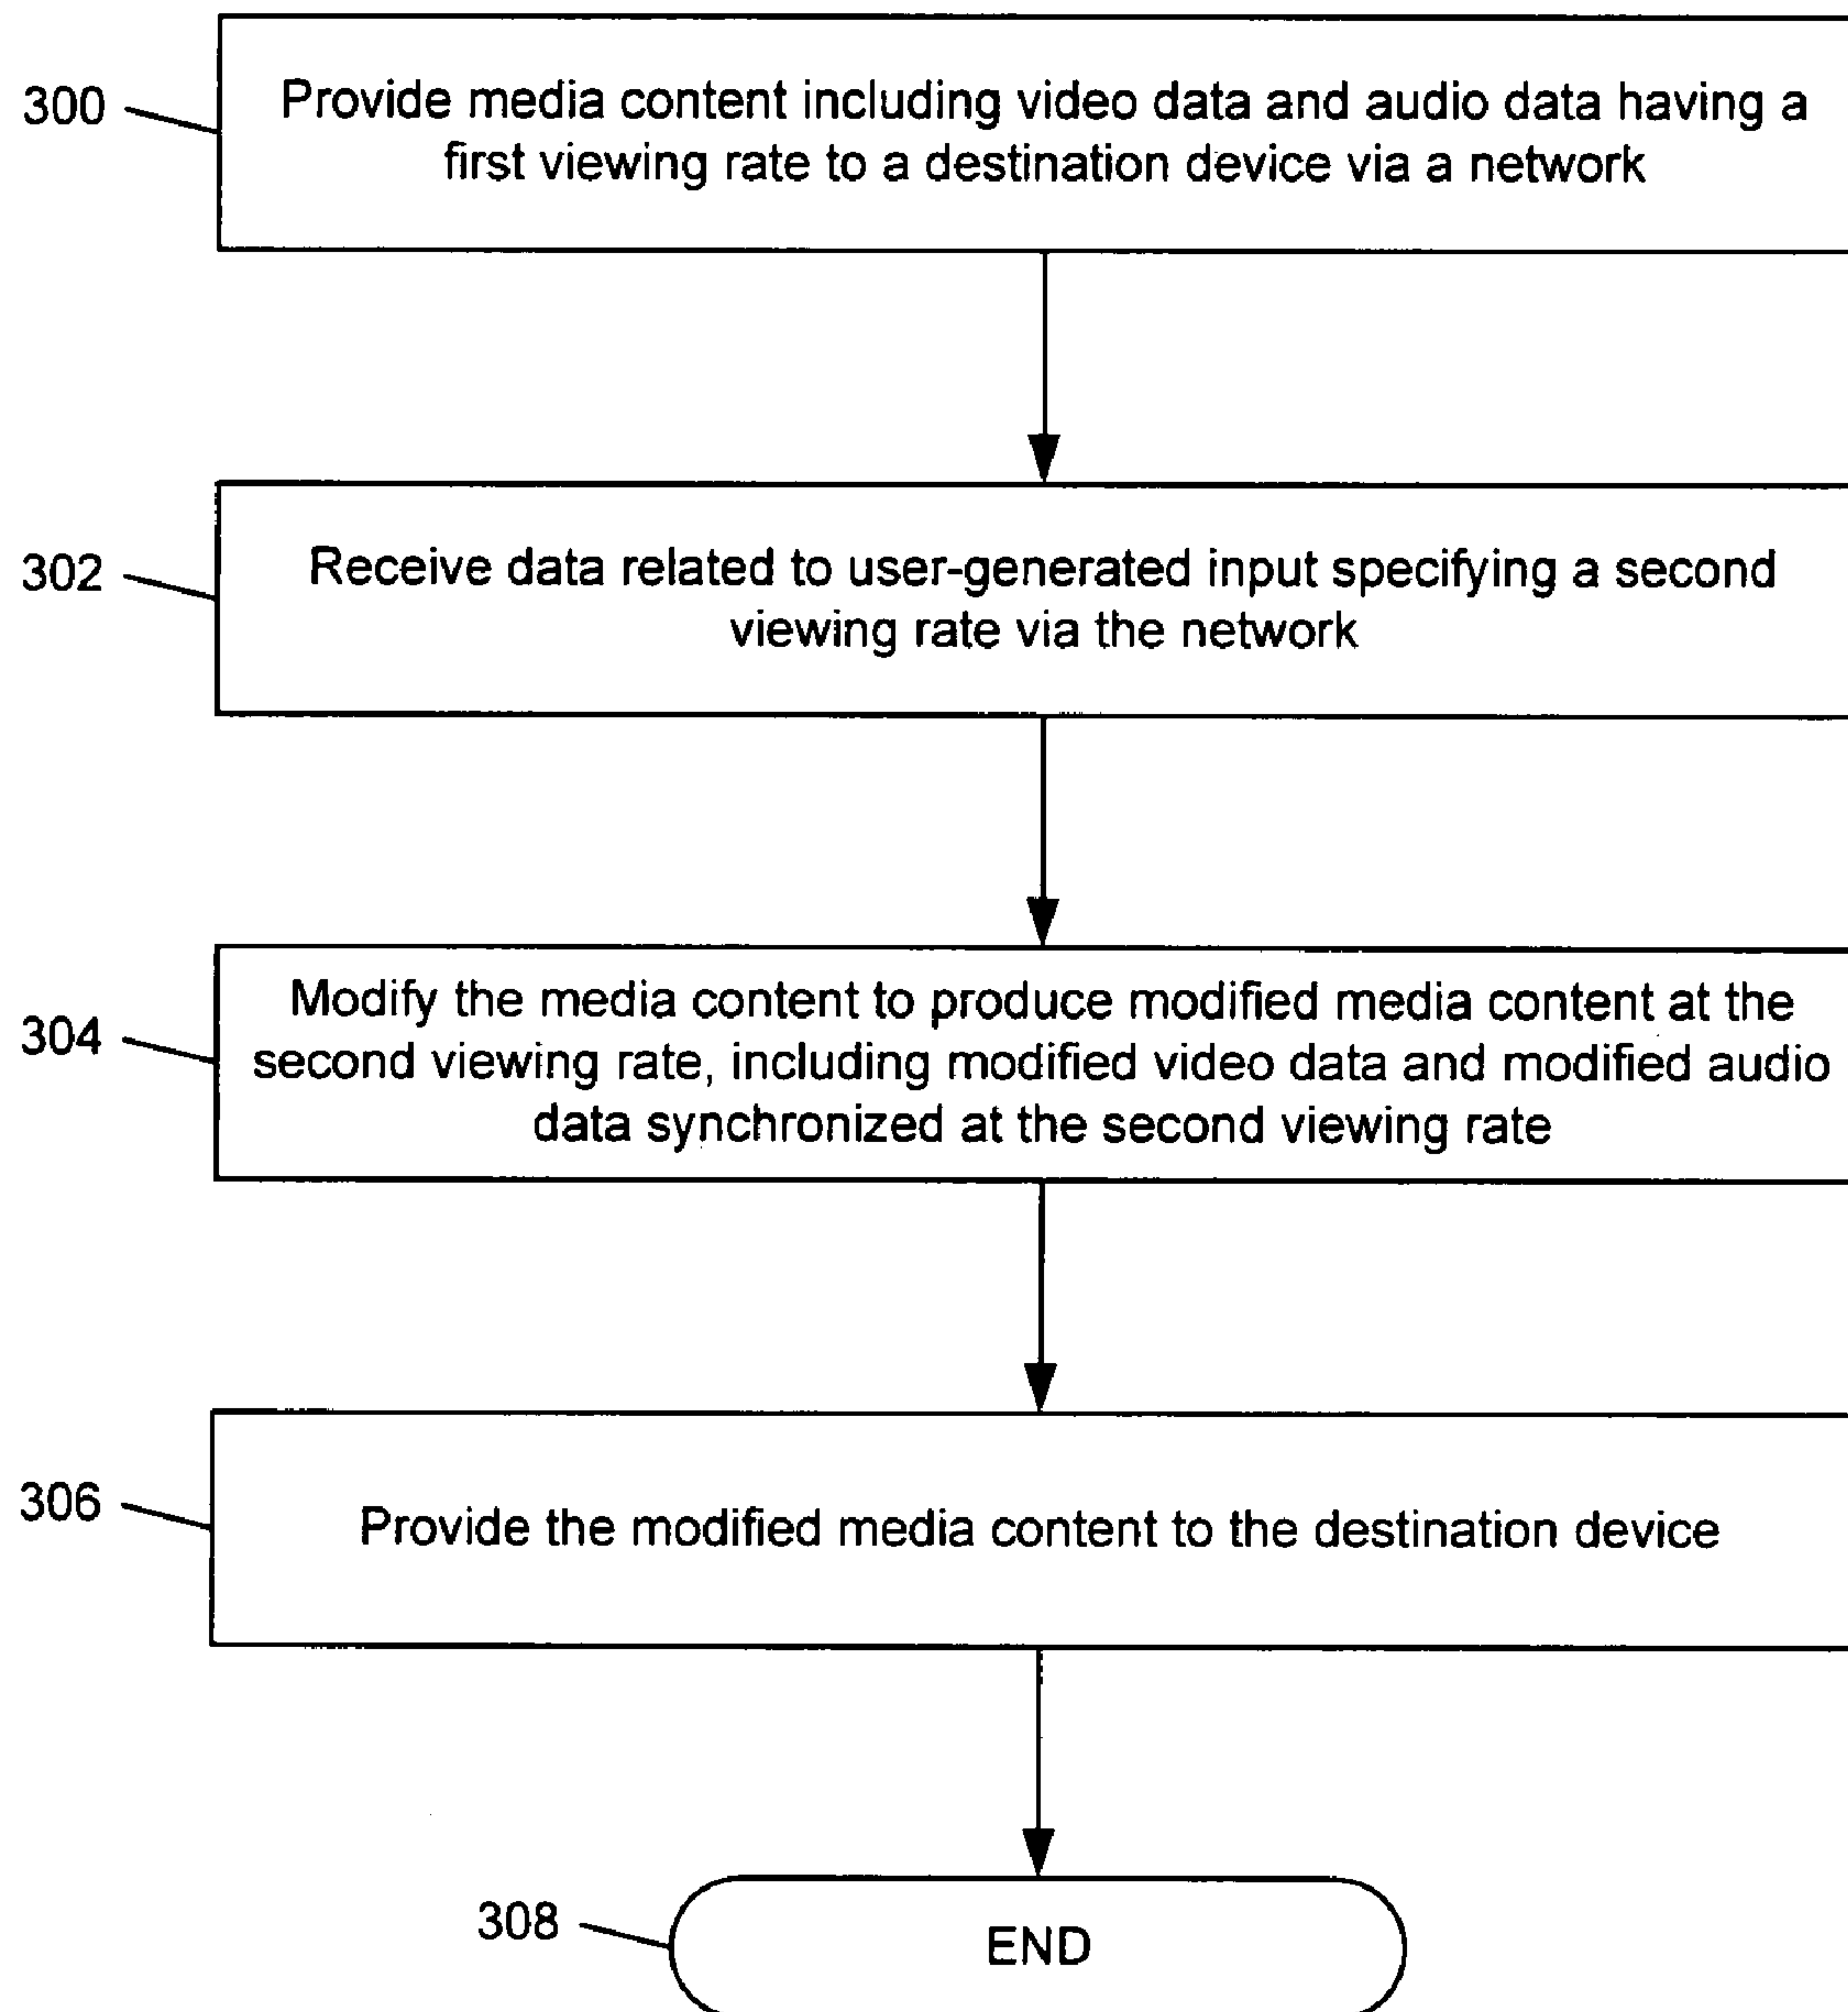 300
Provide media content including video data and audio data having a
first viewing rate to a destination device via a network
302
Receive data related to user-generated input specifying a second
viewing rate via the network
304
Modify the media content to produce modified media content at the
second viewing rate, including modified video data and modified audio
data synchronized at the second viewing rate
306
Provide the modified media content to the destination device
308
END